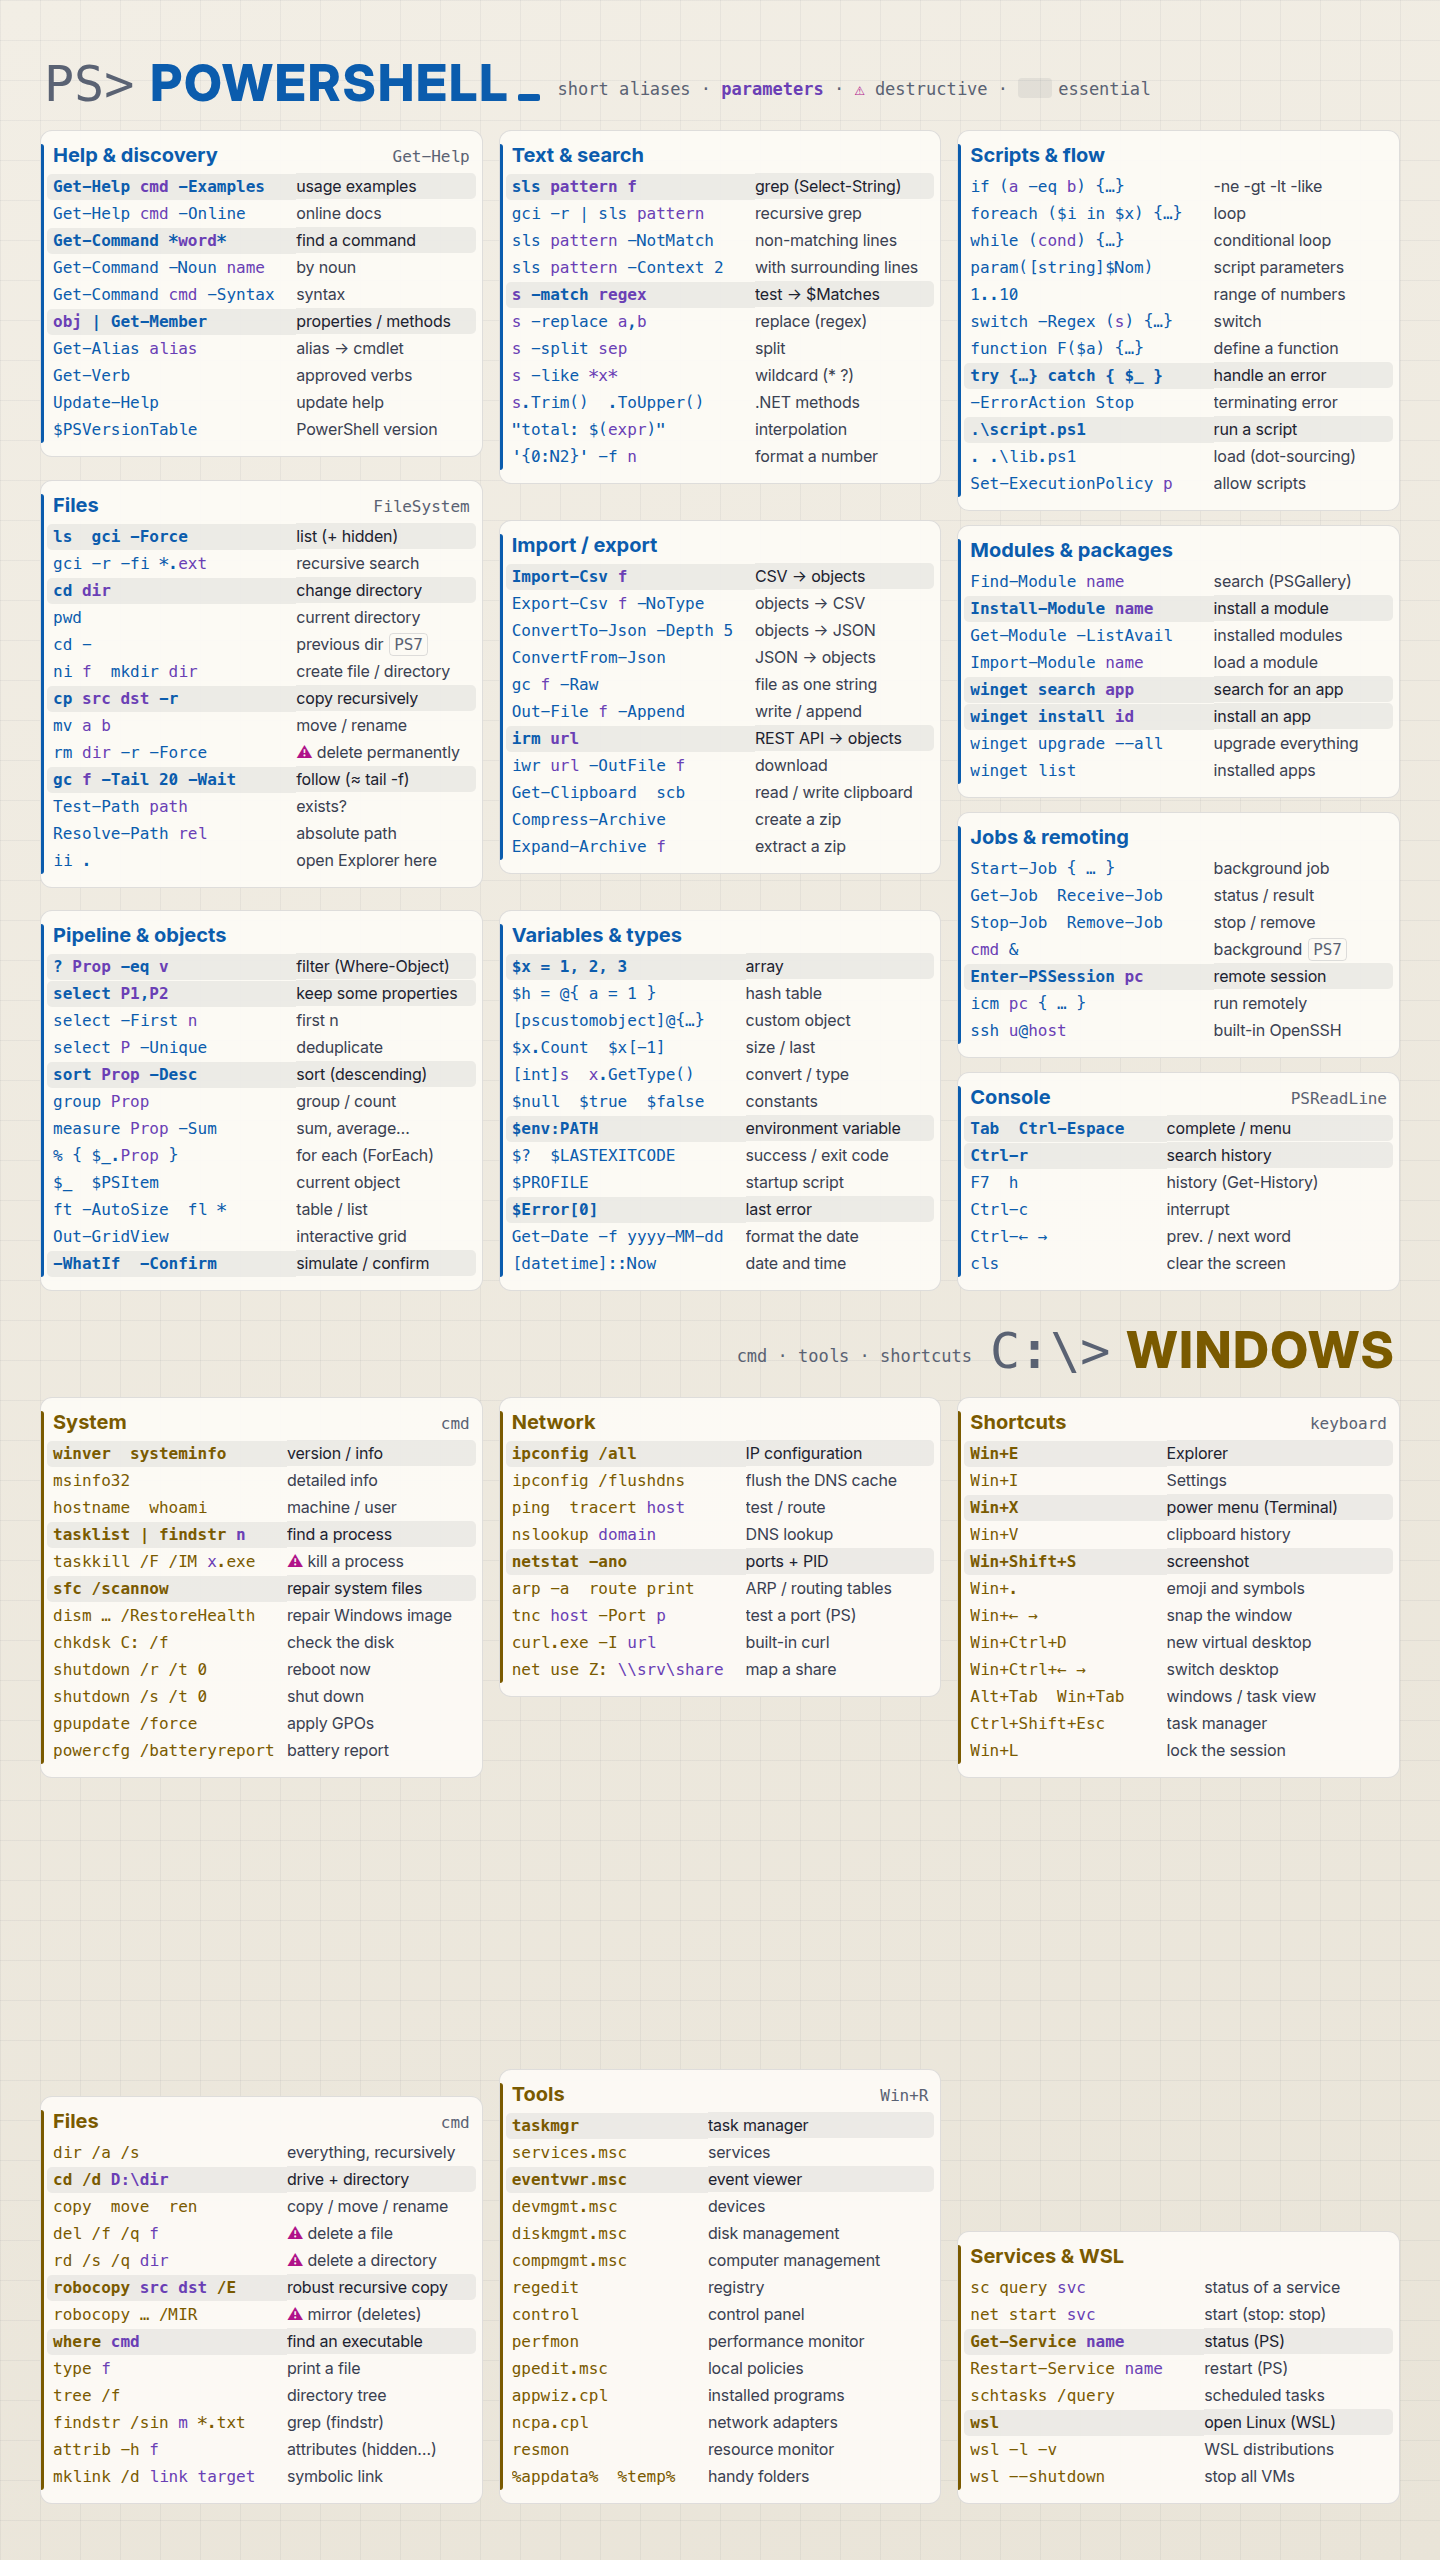 PS> POWERSHELL_ short aliases · parameters · ⚠ destructive · essential
Help & discovery Get-Help
Get-Help cmd -Examples usage examples
Get-Help cmd -Online online docs
Get-Command *word* find a command
Get-Command -Noun name by noun
Get-Command cmd -Syntax syntax
obj | Get-Member properties / methods
Get-Alias alias alias → cmdlet
Get-Verb approved verbs
Update-Help update help
$PSVersionTable PowerShell version
Files FileSystem
ls  gci -Force list (+ hidden)
gci -r -fi *.ext recursive search
cd dir change directory
pwd current directory
cd - previous dir PS7
ni f  mkdir dir create file / directory
cp src dst -r copy recursively
mv a b move / rename
rm dir -r -Force ⚠ delete permanently
gc f -Tail 20 -Wait follow (≈ tail -f)
Test-Path path exists?
Resolve-Path rel absolute path
ii . open Explorer here
Pipeline & objects
? Prop -eq v filter (Where-Object)
select P1,P2 keep some properties
select -First n first n
select P -Unique deduplicate
sort Prop -Desc sort (descending)
group Prop group / count
measure Prop -Sum sum, average…
% { $_.Prop } for each (ForEach)
$_  $PSItem current object
ft -AutoSize  fl * table / list
Out-GridView interactive grid
-WhatIf  -Confirm simulate / confirm
Text & search
sls pattern f grep (Select-String)
gci -r | sls pattern recursive grep
sls pattern -NotMatch non-matching lines
sls pattern -Context 2 with surrounding lines
s -match regex test → $Matches
s -replace a,b replace (regex)
s -split sep split
s -like *x* wildcard (* ?)
s.Trim()  .ToUpper() .NET methods
"total: $(expr)" interpolation
'{0:N2}' -f n format a number
Import / export
Import-Csv f CSV → objects
Export-Csv f -NoType objects → CSV
ConvertTo-Json -Depth 5 objects → JSON
ConvertFrom-Json JSON → objects
gc f -Raw file as one string
Out-File f -Append write / append
irm url REST API → objects
iwr url -OutFile f download
Get-Clipboard  scb read / write clipboard
Compress-Archive create a zip
Expand-Archive f extract a zip
Variables & types
$x = 1, 2, 3 array
$h = @{ a = 1 } hash table
[pscustomobject]@{…} custom object
$x.Count  $x[-1] size / last
[int]s  x.GetType() convert / type
$null  $true  $false constants
$env:PATH environment variable
$?  $LASTEXITCODE success / exit code
$PROFILE startup script
$Error[0] last error
Get-Date -f yyyy-MM-dd format the date
[datetime]::Now date and time
Scripts & flow
if (a -eq b) {…} -ne -gt -lt -like
foreach ($i in $x) {…} loop
while (cond) {…} conditional loop
param([string]$Nom) script parameters
1..10 range of numbers
switch -Regex (s) {…} switch
function F($a) {…} define a function
try {…} catch { $_ } handle an error
-ErrorAction Stop terminating error
.\script.ps1 run a script
. .\lib.ps1 load (dot-sourcing)
Set-ExecutionPolicy p allow scripts
Modules & packages
Find-Module name search (PSGallery)
Install-Module name install a module
Get-Module -ListAvail installed modules
Import-Module name load a module
winget search app search for an app
winget install id install an app
winget upgrade --all upgrade everything
winget list installed apps
Jobs & remoting
Start-Job { … } background job
Get-Job  Receive-Job status / result
Stop-Job  Remove-Job stop / remove
cmd & background PS7
Enter-PSSession pc remote session
icm pc { … } run remotely
ssh u@host built-in OpenSSH
Console PSReadLine
Tab  Ctrl-Espace complete / menu
Ctrl-r search history
F7  h history (Get-History)
Ctrl-c interrupt
Ctrl-← → prev. / next word
cls clear the screen
cmd · tools · shortcuts C:\> WINDOWS
System cmd
winver  systeminfo version / info
msinfo32 detailed info
hostname  whoami machine / user
tasklist | findstr n find a process
taskkill /F /IM x.exe ⚠ kill a process
sfc /scannow repair system files
dism … /RestoreHealth repair Windows image
chkdsk C: /f check the disk
shutdown /r /t 0 reboot now
shutdown /s /t 0 shut down
gpupdate /force apply GPOs
powercfg /batteryreport battery report
Files cmd
dir /a /s everything, recursively
cd /d D:\dir drive + directory
copy  move  ren copy / move / rename
del /f /q f ⚠ delete a file
rd /s /q dir ⚠ delete a directory
robocopy src dst /E robust recursive copy
robocopy … /MIR ⚠ mirror (deletes)
where cmd find an executable
type f print a file
tree /f directory tree
findstr /sin m *.txt grep (findstr)
attrib -h f attributes (hidden…)
mklink /d link target symbolic link
Network
ipconfig /all IP configuration
ipconfig /flushdns flush the DNS cache
ping  tracert host test / route
nslookup domain DNS lookup
netstat -ano ports + PID
arp -a  route print ARP / routing tables
tnc host -Port p test a port (PS)
curl.exe -I url built-in curl
net use Z: \\srv\share map a share
Tools Win+R
taskmgr task manager
services.msc services
eventvwr.msc event viewer
devmgmt.msc devices
diskmgmt.msc disk management
compmgmt.msc computer management
regedit registry
control control panel
perfmon performance monitor
gpedit.msc local policies
appwiz.cpl installed programs
ncpa.cpl network adapters
resmon resource monitor
%appdata%  %temp% handy folders
Shortcuts keyboard
Win+E Explorer
Win+I Settings
Win+X power menu (Terminal)
Win+V clipboard history
Win+Shift+S screenshot
Win+. emoji and symbols
Win+← → snap the window
Win+Ctrl+D new virtual desktop
Win+Ctrl+← → switch desktop
Alt+Tab  Win+Tab windows / task view
Ctrl+Shift+Esc task manager
Win+L lock the session
Services & WSL
sc query svc status of a service
net start svc start (stop: stop)
Get-Service name status (PS)
Restart-Service name restart (PS)
schtasks /query scheduled tasks
wsl open Linux (WSL)
wsl -l -v WSL distributions
wsl --shutdown stop all VMs